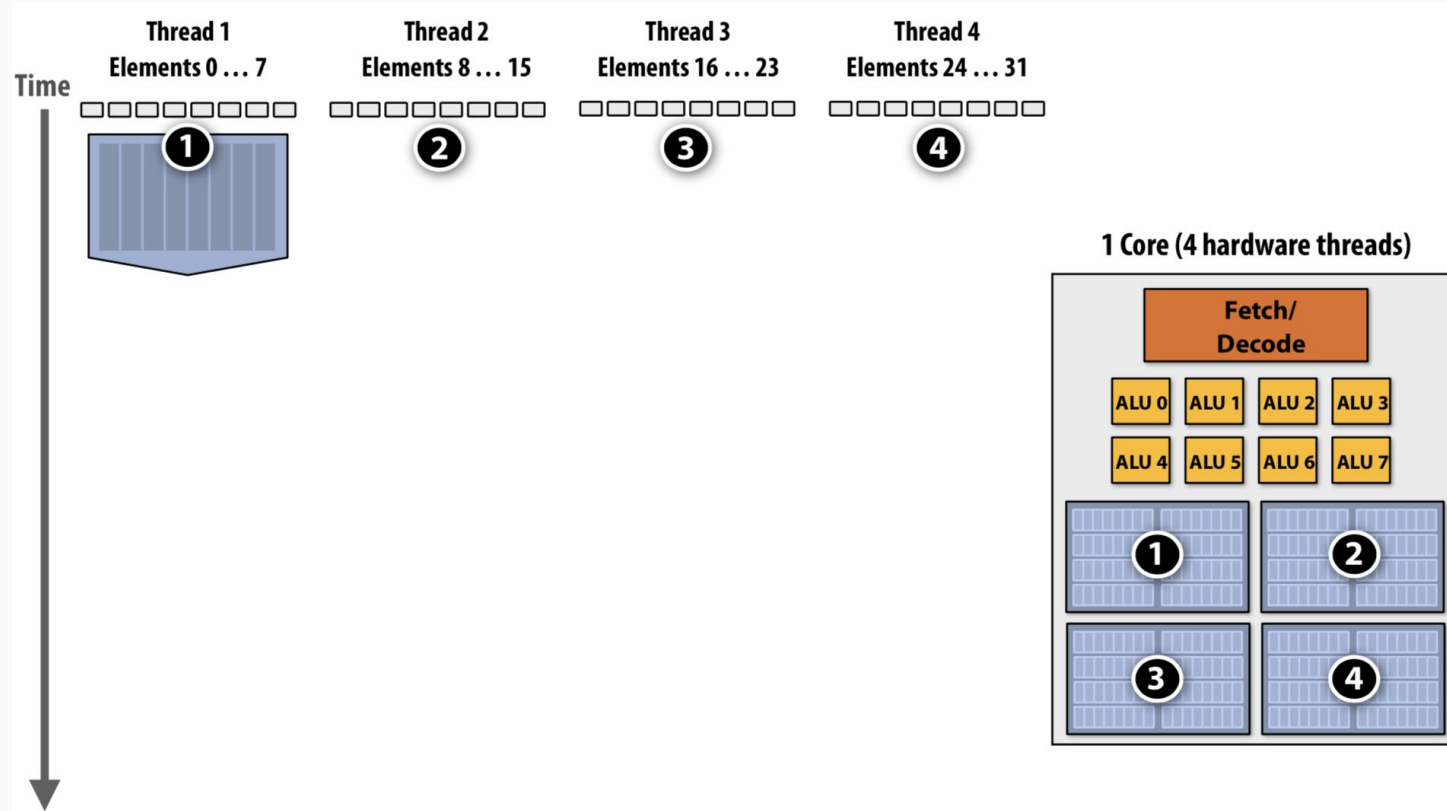 Time
Thread 1
Elements 0 ... 7
Thread 2
Elements 8 ... 15
Thread 3
Elements 16 ... 23
Thread 4
Elements 24 ... 31
1
2
3
4
1 Core (4 hardware threads)
Fetch/
Decode
ALU 0 ALU 1 ALU 2 ALU 3
ALU 4 ALU 5 ALU 6 ALU 7
1 2
3 4